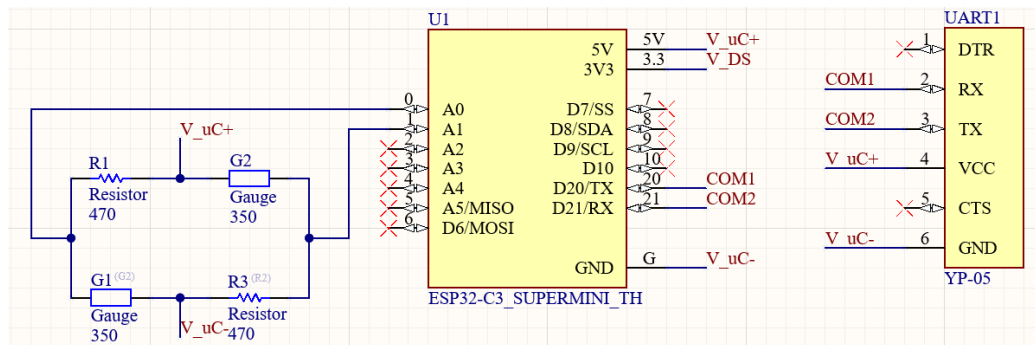 U1
UART1
0
A0
1
A1
2
A2
3
A3
4
A4
5
A5/MISO
6
D6/MOSI
5V
5V
V_uC+
3V3
3.3
V_DS
D7/SS
7
D8/SDA
8
D9/SCL
9
D10
10
D20/TX
20
COM1
D21/RX
21
COM2
GND
G
V_uC-
ESP32-C3_SUPERMINI_TH
1
DTR
COM1
2
RX
COM2
3
TX
V_uC+
4
VCC
5
CTS
V_uC-
6
GND
YP-05
V_uC+
R1
Resistor
470
G2
Gauge
350
G1 (G2)
Gauge
350
R3 (R2)
Resistor
470
V_uC-